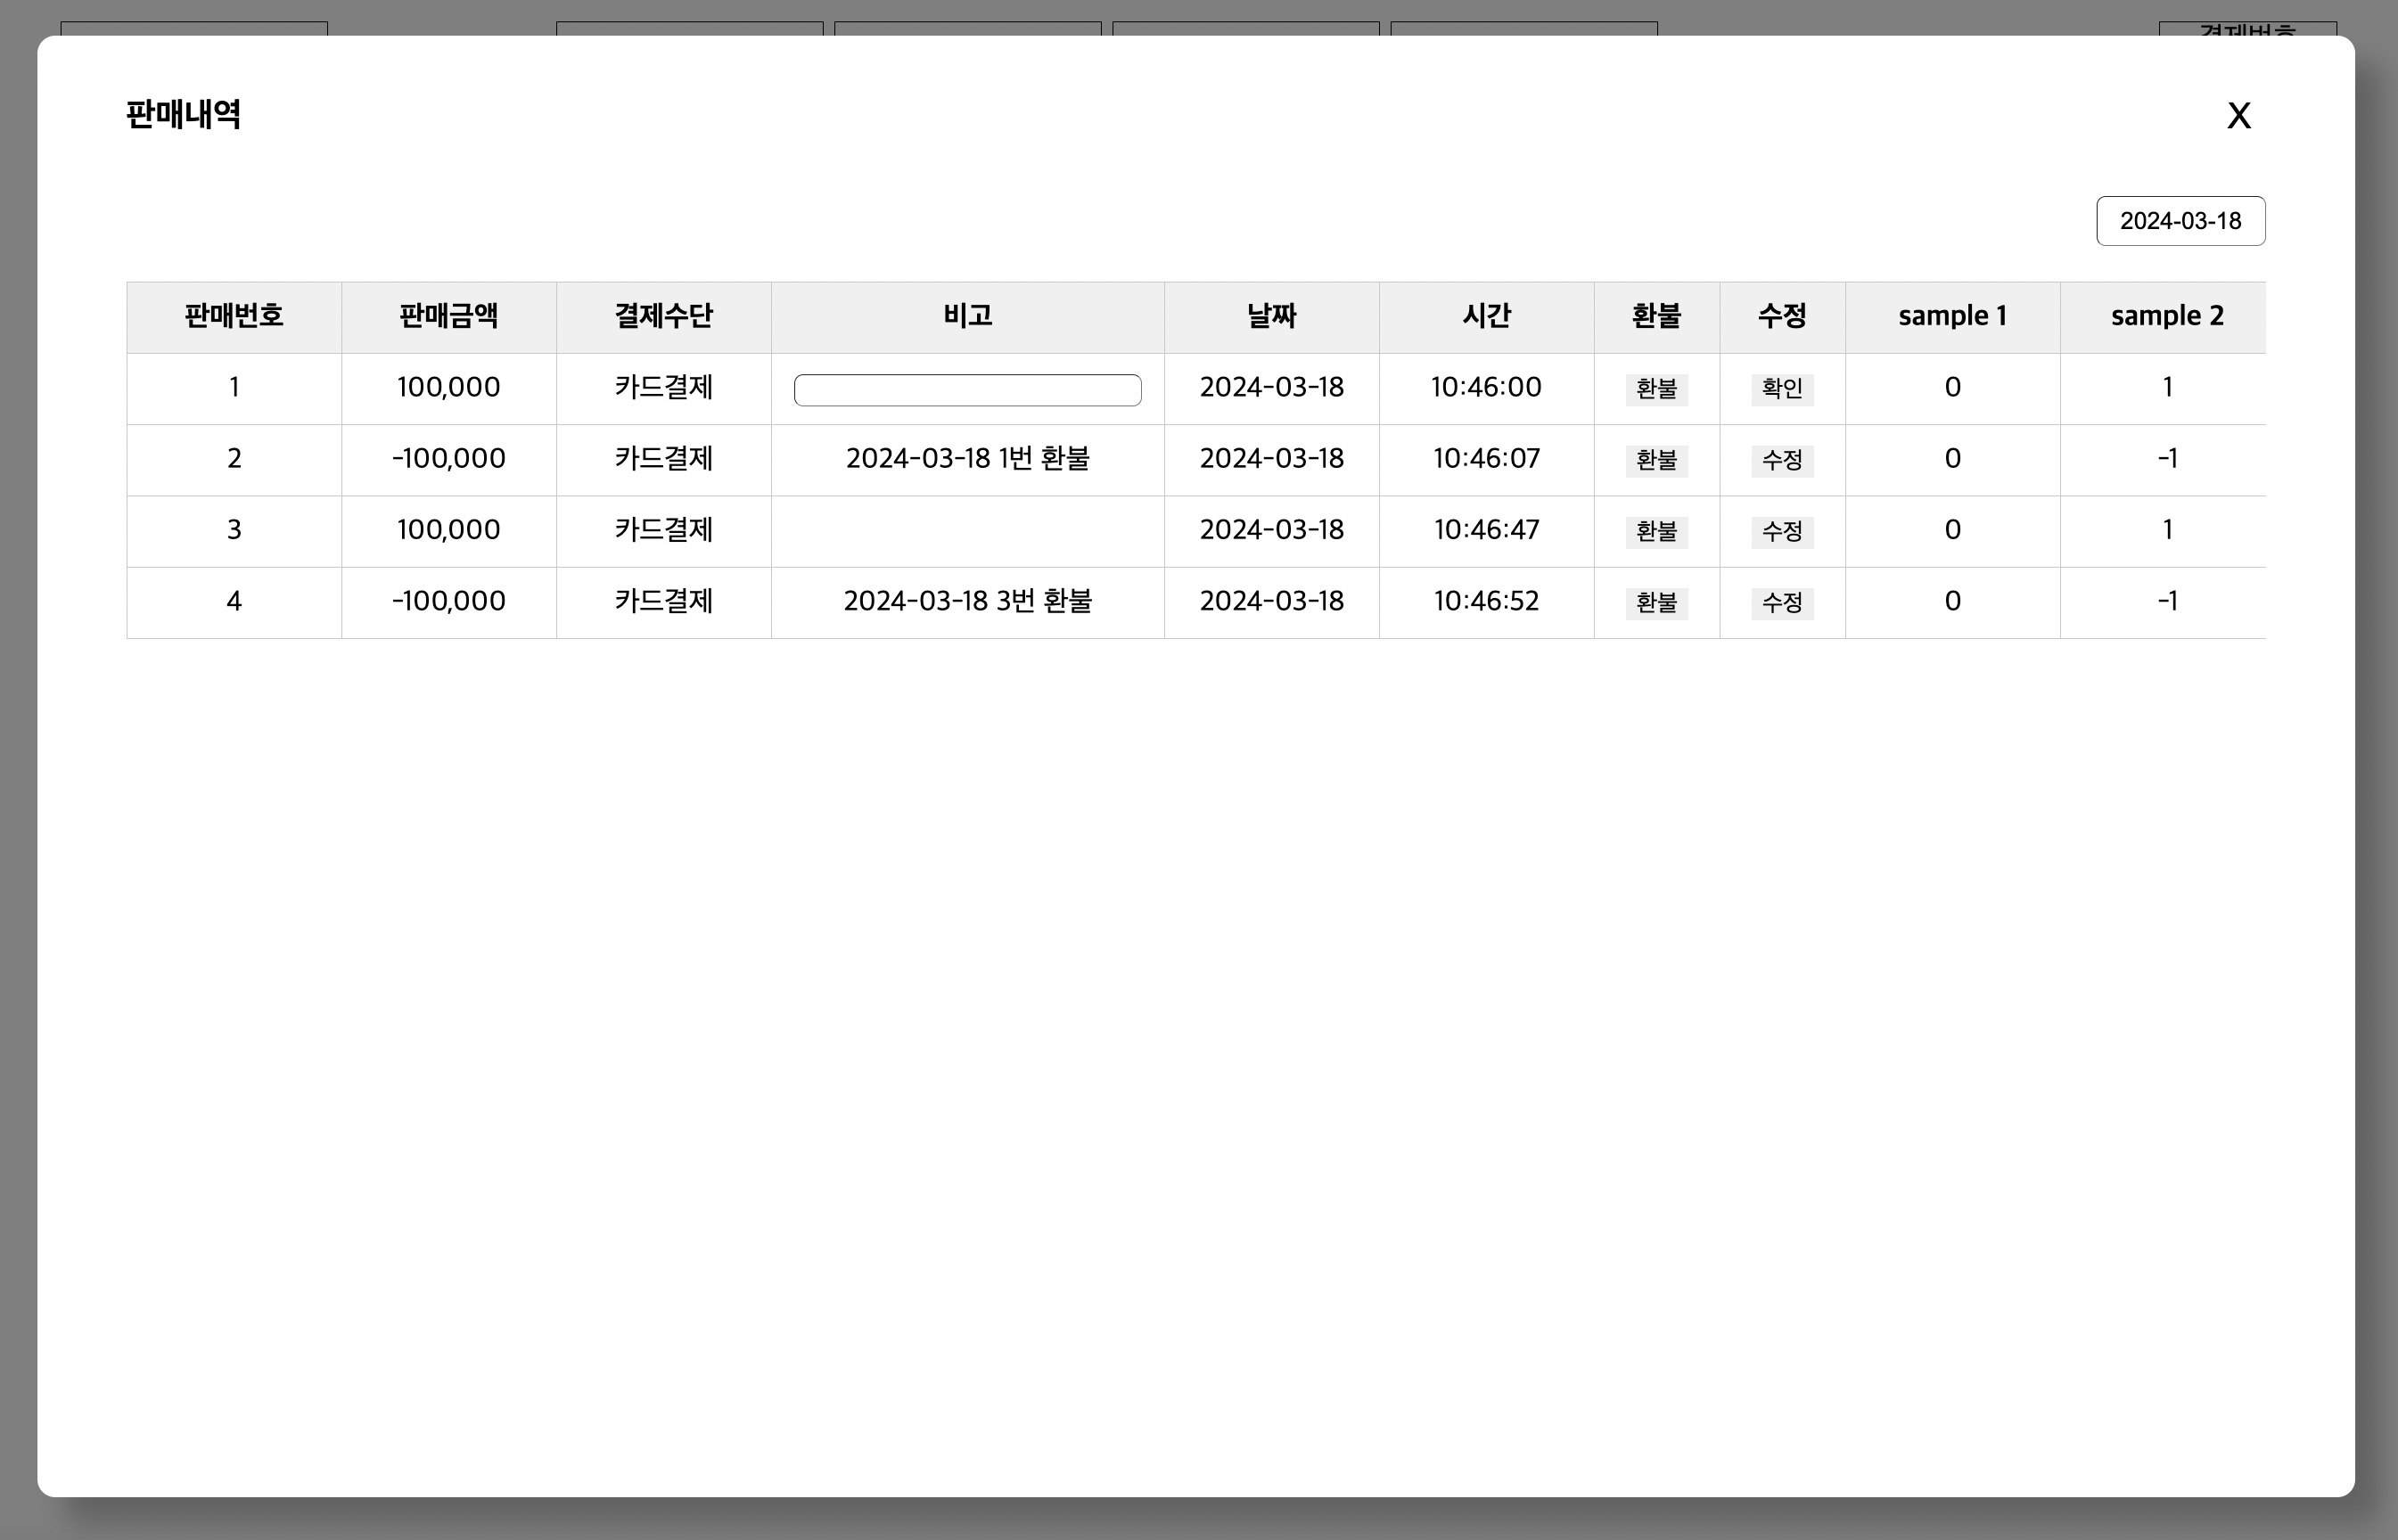 판매내역 X
2024-03-18
판매번호 판매금액 결제수단 비고 날짜 시간 환불 수정 sample 1 sample 2
1 100,000 카드결제 2024-03-18 10:46:00 환불 확인 0 1
2 -100,000 카드결제 2024-03-18 1번 환불 2024-03-18 10:46:07 환불 수정 0 -1
3 100,000 카드결제 2024-03-18 10:46:47 환불 수정 0 1
4 -100,000 카드결제 2024-03-18 3번 환불 2024-03-18 10:46:52 환불 수정 0 -1